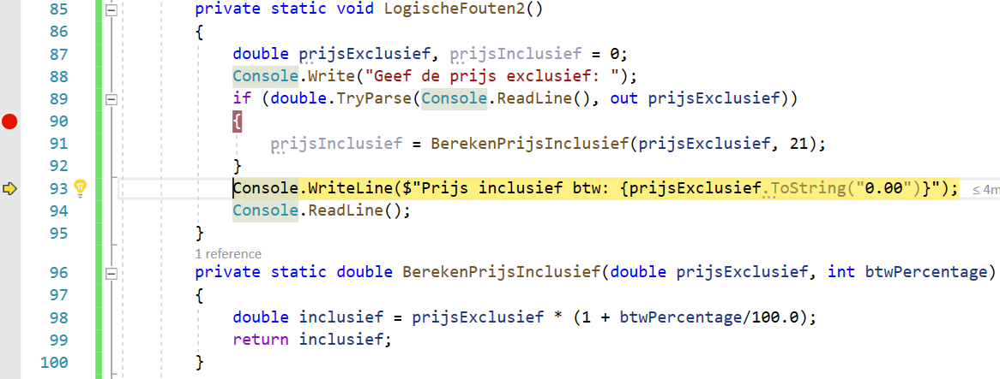 85 private static void LogischeFouten2()
86 {
87 double prijsExclusief, prijsInclusief = 0;
88 Console.Write("Geef de prijs exclusief: ");
89 if (double.TryParse(Console.ReadLine(), out prijsExclusief))
90 {
91 prijsInclusief = BerekenPrijsInclusief(prijsExclusief, 21);
92 }
93 Console.WriteLine($"Prijs inclusief btw: {prijsExclusief.ToString("0.00")}"); ≤ 4m
94 Console.ReadLine();
95 }
1 reference
96 private static double BerekenPrijsInclusief(double prijsExclusief, int btwPercentage)
97 {
98 double inclusief = prijsExclusief * (1 + btwPercentage/100.0);
99 return inclusief;
100 }